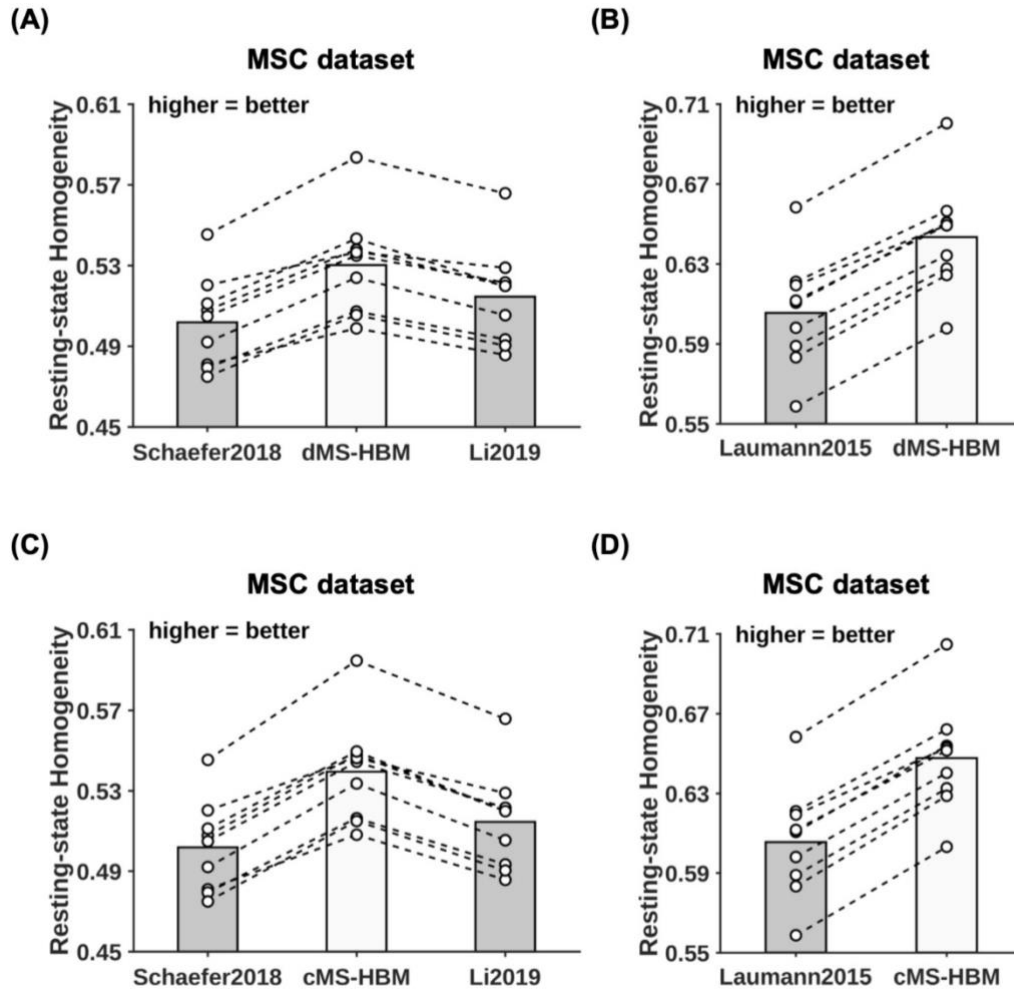 (A)
MSC dataset
higher = better
Resting-state Homogeneity
0.61
0.57
0.53
0.49
0.45
Schaefer2018 dMS-HBM Li2019
(B)
MSC dataset
higher = better
Resting-state Homogeneity
0.71
0.67
0.63
0.59
0.55
Laumann2015 dMS-HBM
(C)
MSC dataset
higher = better
Resting-state Homogeneity
0.61
0.57
0.53
0.49
0.45
Schaefer2018 cMS-HBM Li2019
(D)
MSC dataset
higher = better
Resting-state Homogeneity
0.71
0.67
0.63
0.59
0.55
Laumann2015 cMS-HBM